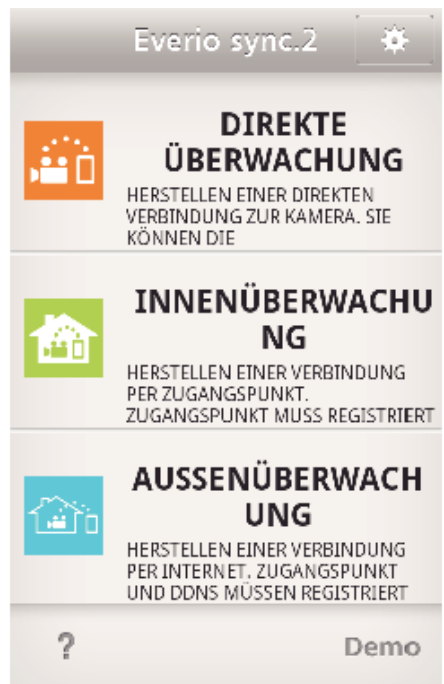 Everio sync.2
DIREKTE
ÜBERWACHUNG
HERSTELLEN EINER DIREKTEN
VERBINDUNG ZUR KAMERA. SIE
KÖNNEN DIE
INNENÜBERWACHU
NG
HERSTELLEN EINER VERBINDUNG
PER ZUGANGSPUNKT.
ZUGANGSPUNKT MUSS REGISTRIERT
AUSSENÜBERWACH
UNG
HERSTELLEN EINER VERBINDUNG
PER INTERNET. ZUGANGSPUNKT
UND DDNS MÜSSEN REGISTRIERT
? Demo